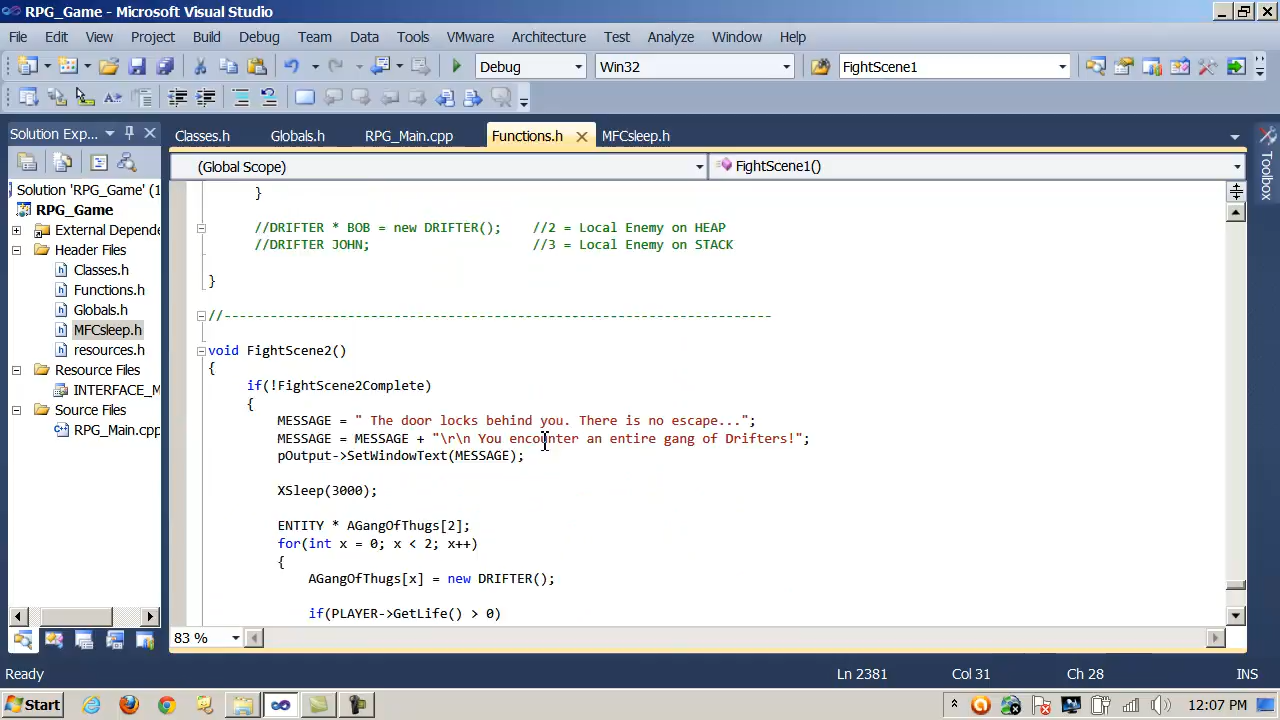 RPG_Game - Microsoft Visual Studio
File Edit View Project Build Debug Team Data Tools VMware Architecture Test Analyze Window Help
Debug Win32 FightScene1
Solution Exp... Classes.h Globals.h RPG_Main.cpp Functions.h MFCsleep.h
(Global Scope) FightScene1()
Toolbox
Solution 'RPG_Game' (1
RPG_Game
External Depende
Header Files
Classes.h
Functions.h
Globals.h
MFCsleep.h
resources.h
Resource Files
INTERFACE_M
Source Files
RPG_Main.cpp
}
//DRIFTER * BOB = new DRIFTER(); //2 = Local Enemy on HEAP
//DRIFTER JOHN; //3 = Local Enemy on STACK
}
//-----------------------------------------------------------------------
void FightScene2()
{
if(!FightScene2Complete)
{
MESSAGE = " The door locks behind you. There is no escape...";
MESSAGE = MESSAGE + "\r\n You encounter an entire gang of Drifters!";
pOutput->SetWindowText(MESSAGE);
XSleep(3000);
ENTITY * AGangOfThugs[2];
for(int x = 0; x < 2; x++)
{
AGangOfThugs[x] = new DRIFTER();
if(PLAYER->GetLife() > 0)
83 %
Ready Ln 2381 Col 31 Ch 28 INS
Start 12:07 PM